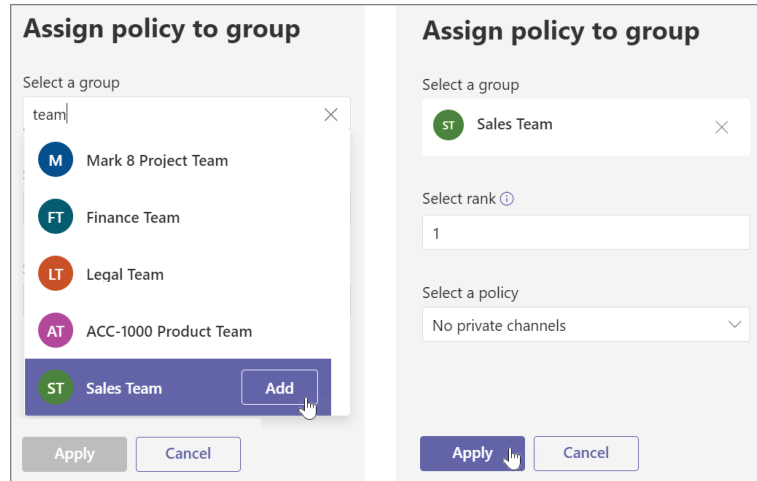 Assign policy to group
Select a group
team
M Mark 8 Project Team
FT Finance Team
LT Legal Team
AT ACC-1000 Product Team
ST Sales Team Add
Apply Cancel
Assign policy to group
Select a group
ST Sales Team
Select rank
1
Select a policy
No private channels
Apply Cancel